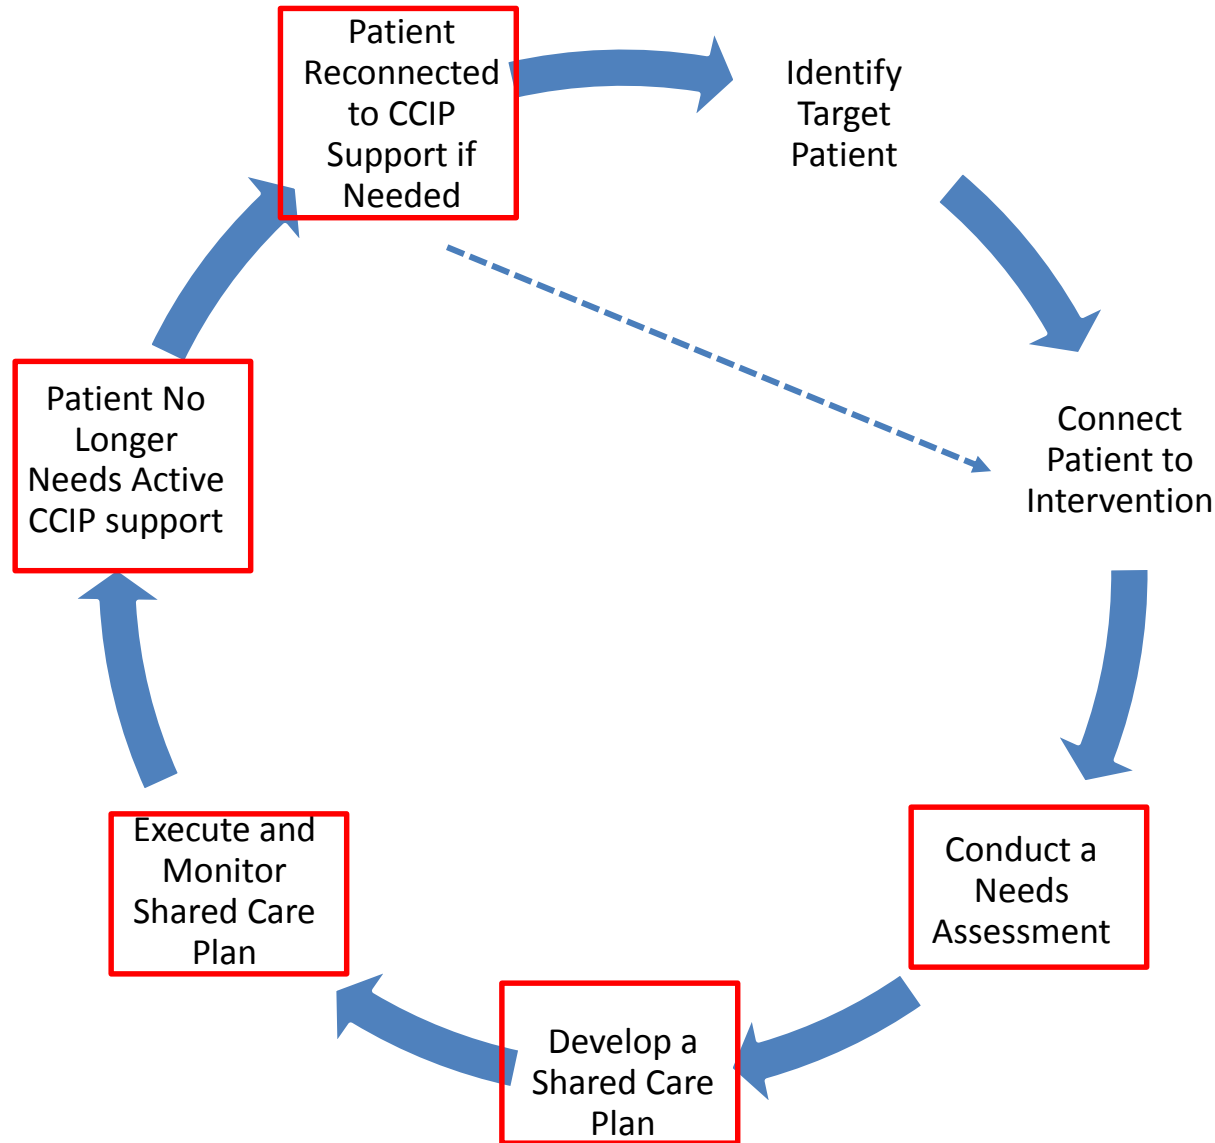 Patient
Reconnected
to CCIP
Support if
Needed
Identify
Target
Patient
Connect
Patient to
Intervention
Conduct a
Needs
Assessment
Develop a
Shared Care
Plan
Execute and
Monitor
Shared Care
Plan
Patient No
Longer
Needs Active
CCIP support